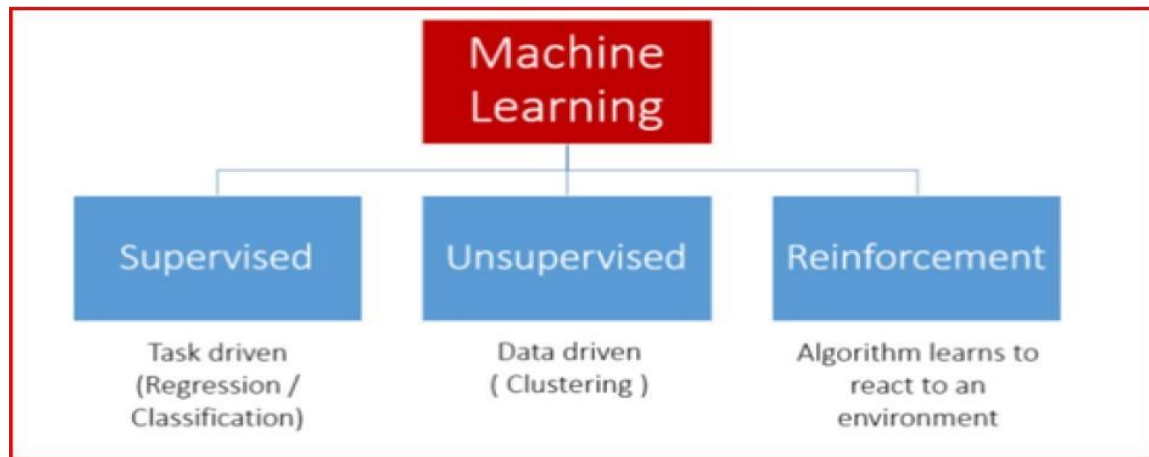 Machine
Learning
Supervised
Unsupervised
Reinforcement
Task driven
(Regression /
Classification)
Data driven
( Clustering )
Algorithm learns to
react to an
environment